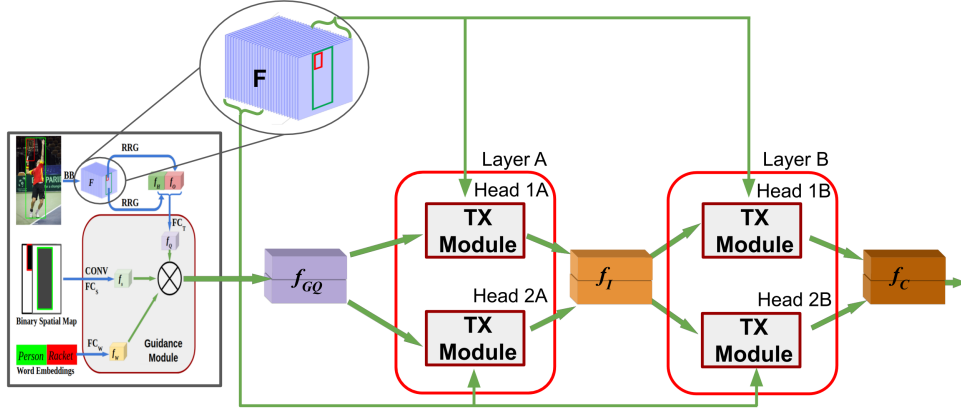 F
RRG
BB
F
f_H
f_O
RRG
FC_T
f_Q
CONV
FC_S
f_s
Binary Spatial Map
FC_W
f_W
Guidance
Module
Person
Racket
Word Embeddings
f_GQ
Layer A
Head 1A
TX
Module
Head 2A
TX
Module
f_I
Layer B
Head 1B
TX
Module
Head 2B
TX
Module
f_C